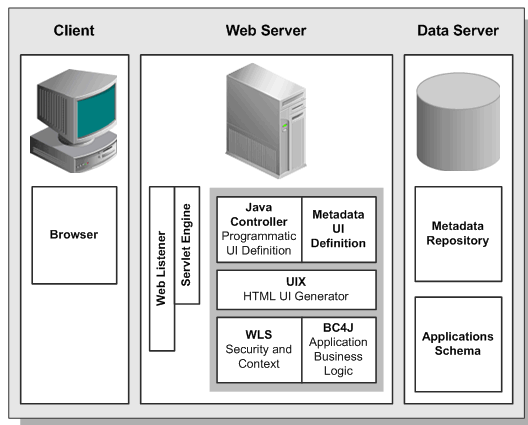 Client
Web Server
Data Server
Browser
Web Listener
Servlet Engine
Java
Controller
Programmatic
UI Definition
Metadata
UI
Definition
UIX
HTML UI Generator
WLS
Security and
Context
BC4J
Application
Business
Logic
Metadata
Repository
Applications
Schema